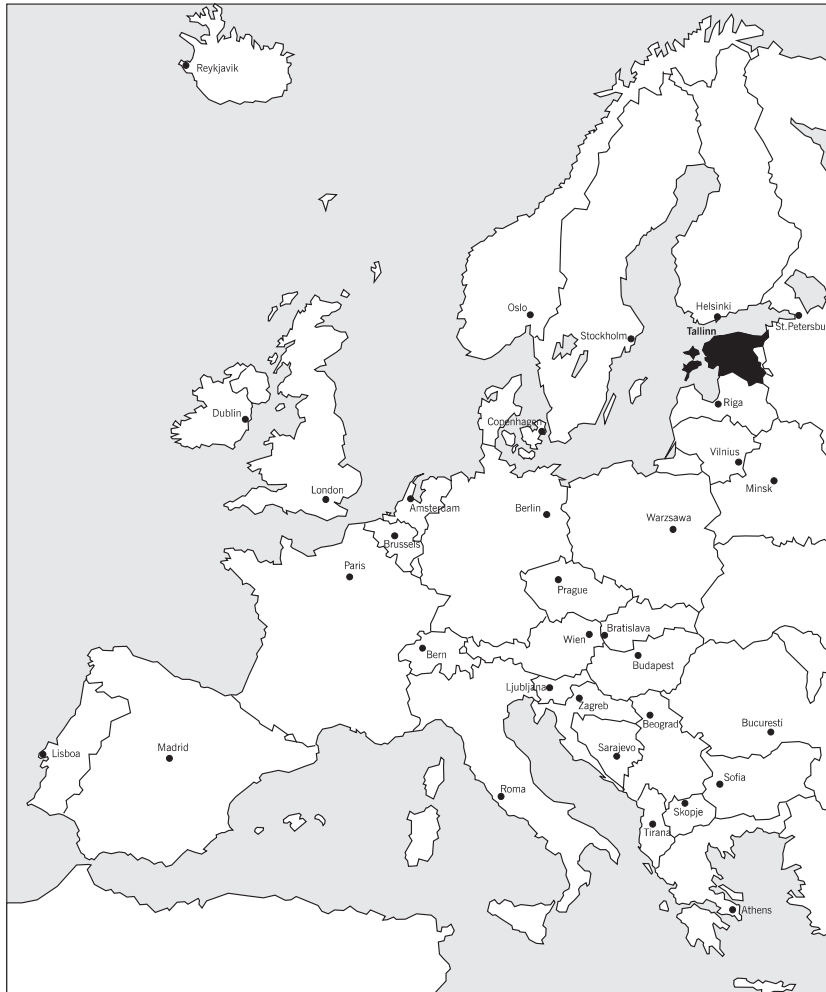 Reykjavik
Oslo
Helsinki
Tallinn
St.Petersbu
Stockholm
Riga
Dublin
Copenhagen
Vilnius
Minsk
London
Amsterdam
Berlin
Warzsawa
Brussels
Paris
Prague
Wien
Bratislava
Bern
Budapest
Ljubljana
Zagreb
Beograd
Bucuresti
Lisboa
Madrid
Sarajevo
Roma
Sofia
Skopje
Tirana
Athens